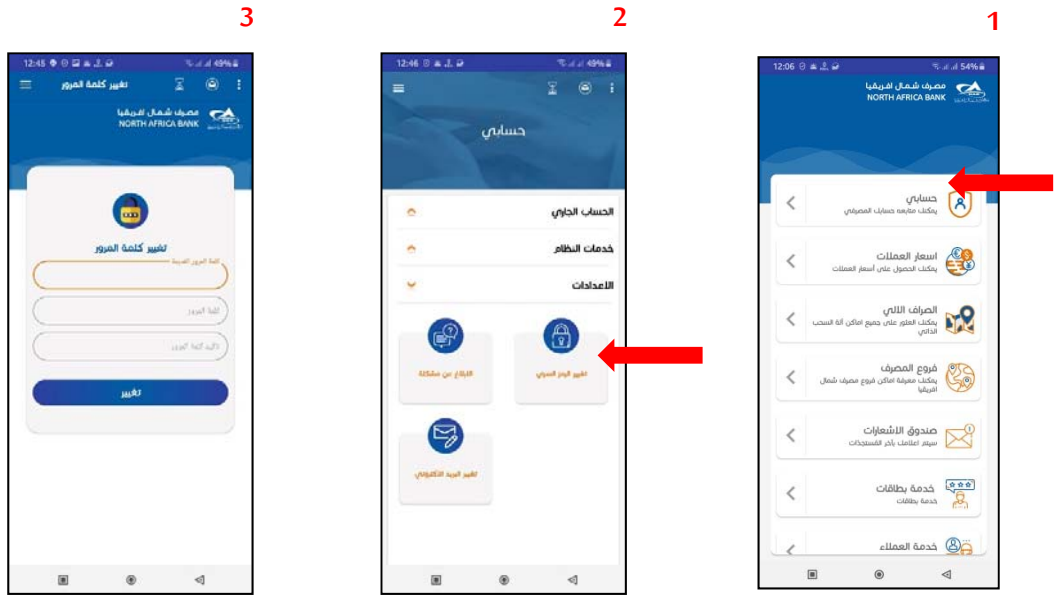 1
12:06
54%
مصرف شمال افريقيا
NORTH AFRICA BANK
حسابي
يمكنك متابعه حسابك المصرفي
اسعار العملات
يمكنك الحصول على أسعار العملات
الصراف الالي
يمكنك العثور على جميع اماكن آلة السحب
الذاتي
فروع المصرف
يمكنك معرفة اماكن فروع مصرف شمال
افريقيا
صندوق الاشعارات
سيتم اعلامك بآخر المستجدات
خدمة بطاقات
خدمة بطاقات
خدمة العملاء
2
12:46
49%
حسابي
الحساب الجاري
خدمات النظام
الاعدادات
تغيير الرمز السري
الابلاغ عن مشكلة
تغيير البريد الالكتروني
3
12:45
49%
تغيير كلمة المرور
مصرف شمال افريقيا
NORTH AFRICA BANK
تغيير كلمة المرور
كلمة المرور القديمة
كلمة المرور
تأكيد كلمة المرور
تغيير